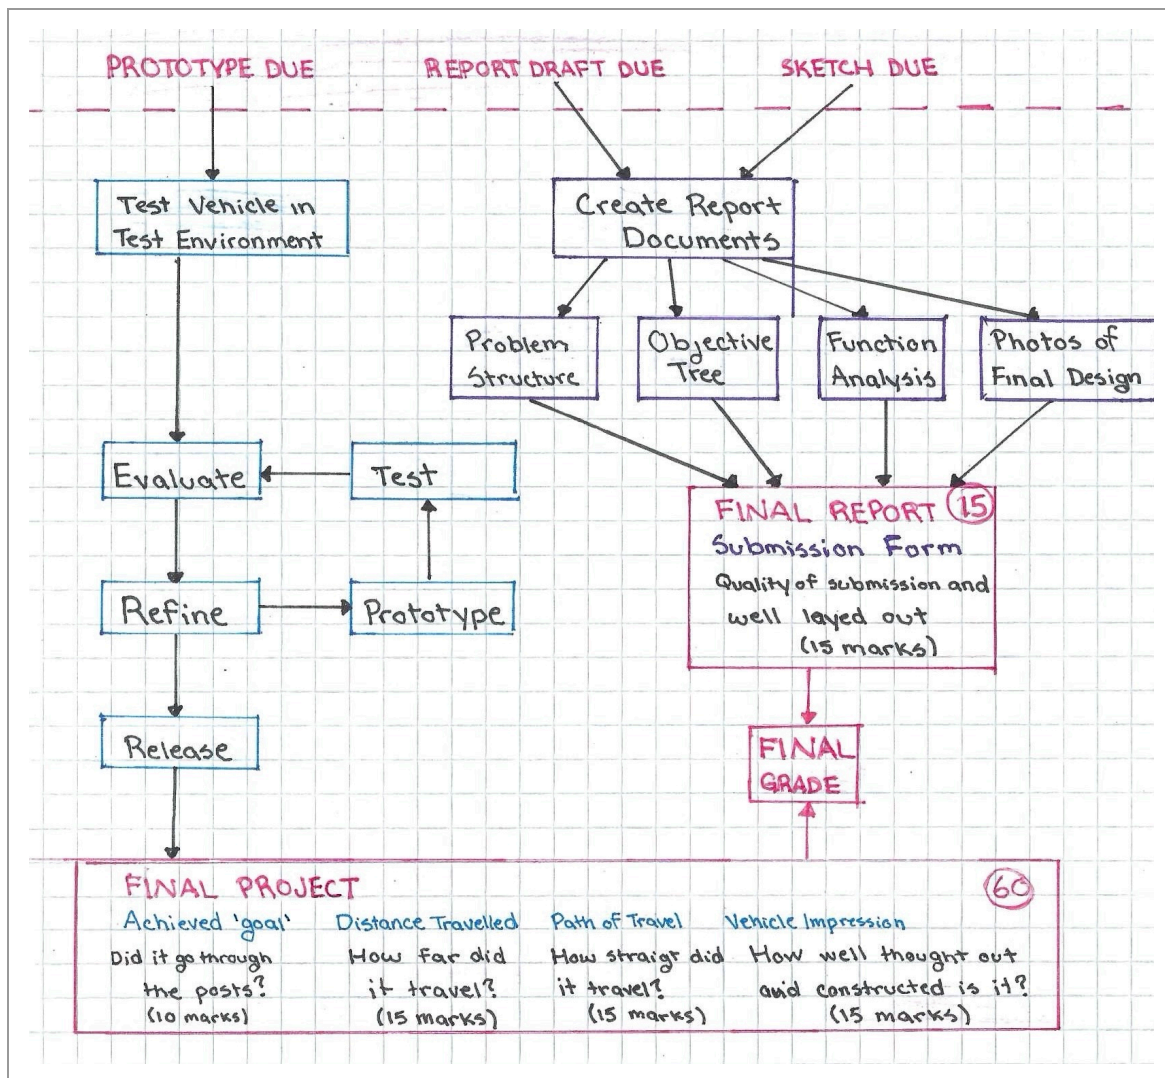 PROTOTYPE DUE
REPORT DRAFT DUE
SKETCH DUE
Test Vehicle in
Test Environment
Create Report
Documents
Problem
Structure
Objective
Tree
Function
Analysis
Photos of
Final Design
Evaluate
Test
Refine
Prototype
Release
FINAL REPORT 15
Submission Form
Quality of submission and
well layed out
(15 marks)
FINAL
GRADE
FINAL PROJECT
60
Achieved 'goal'
Did it go through
the posts?
(10 marks)
Distance Travelled
How far did
it travel?
(15 marks)
Path of Travel
How straigt did
it travel?
(15 marks)
Vehicle Impression
How well thought out
and constructed is it?
(15 marks)